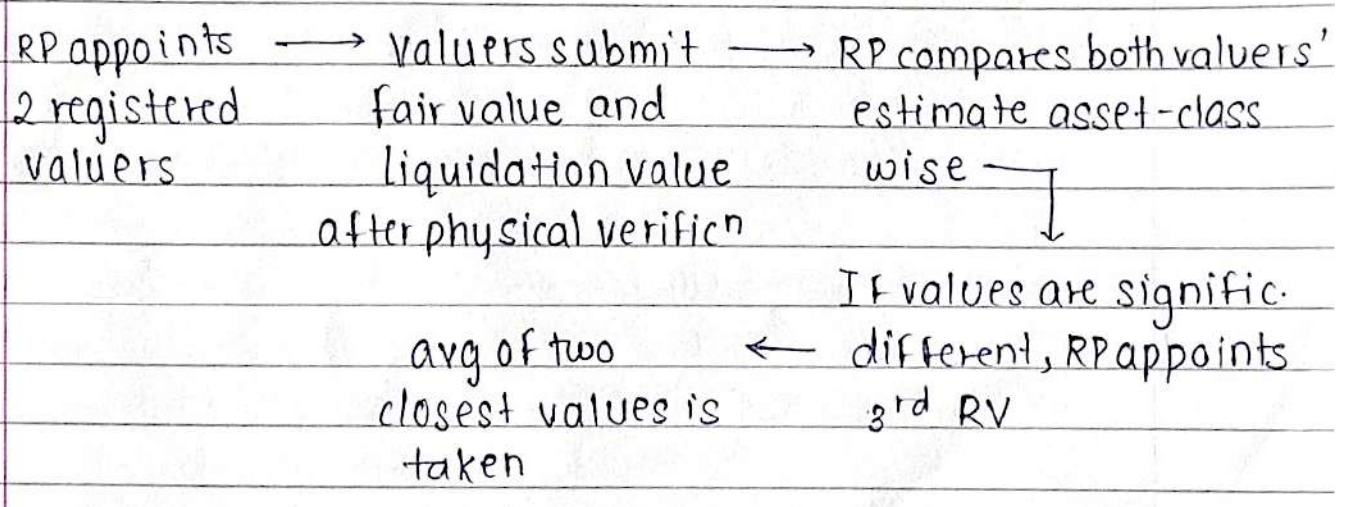 RP appoints → valuers submit → RP compares both valuers'
2 registered fair value and estimate asset-class
valuers liquidation value wise
after physical verificⁿ
If values are signific.
avg of two ← different, RP appoints
closest values is 3rd RV
taken